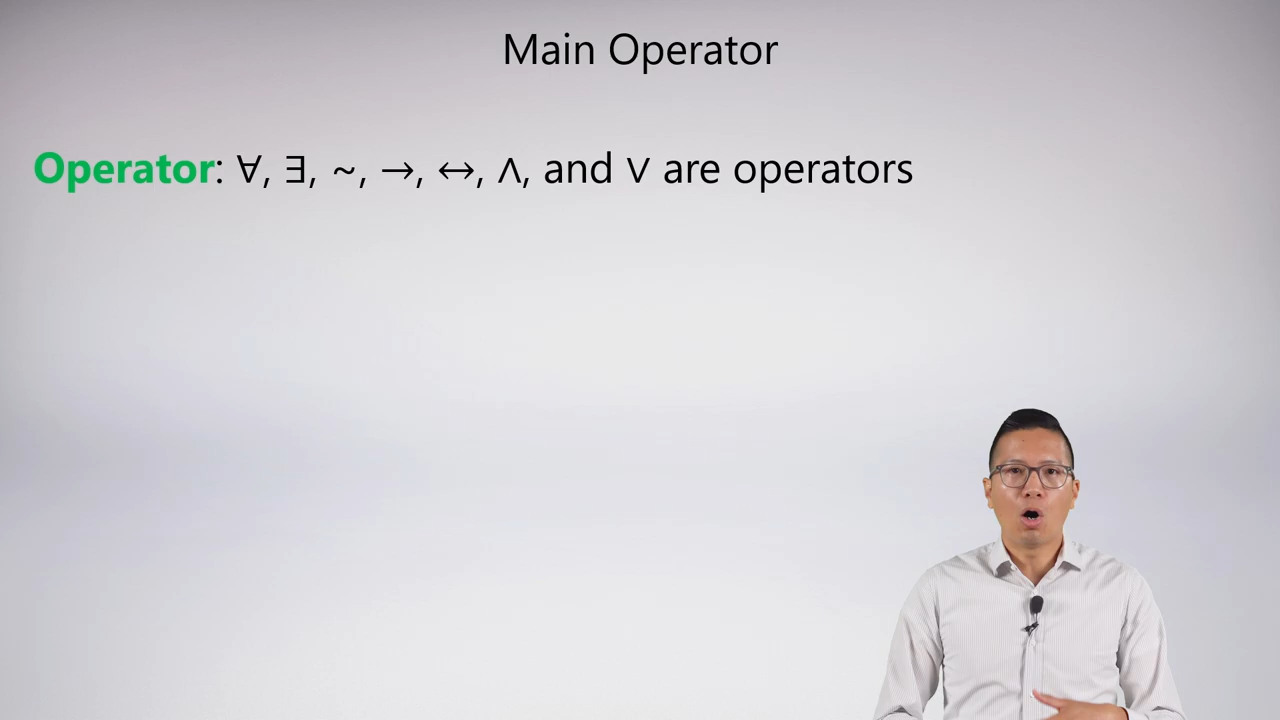 Main Operator
Operator: ∀, ∃, ~, →, ↔, ∧, and ∨ are operators